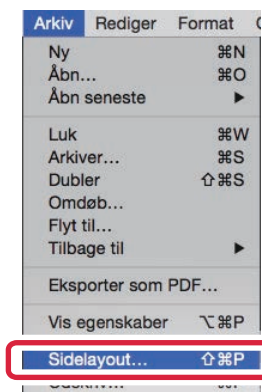 Arkiv Rediger Format
Ny ⌘N
Åbn... ⌘O
Åbn seneste ▶
Luk ⌘W
Arkiver... ⌘S
Dubler ⇧⌘S
Omdøb...
Flyt til...
Tilbage til ▶
Eksporter som PDF...
Vis egenskaber ⌥⌘P
Sidelayout... ⇧⌘P